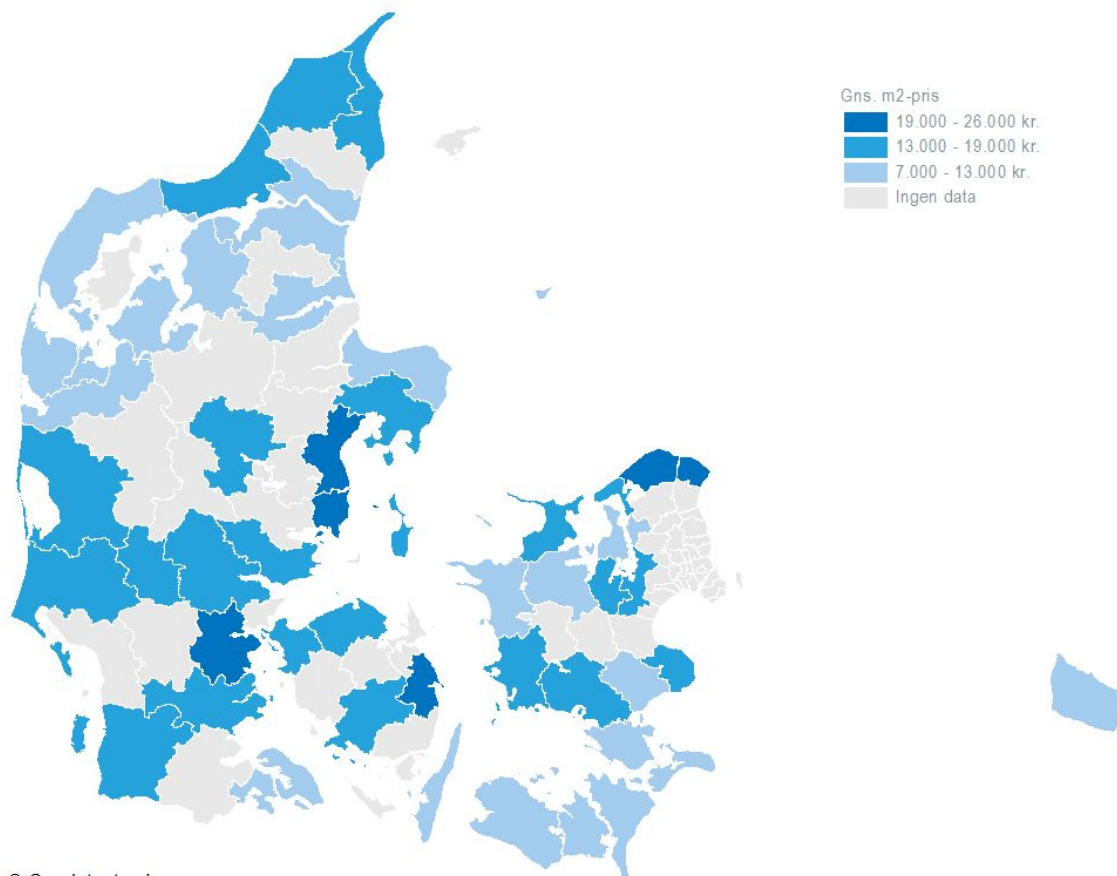 Gns. m2-pris
19.000 - 26.000 kr.
13.000 - 19.000 kr.
7.000 - 13.000 kr.
Ingen data